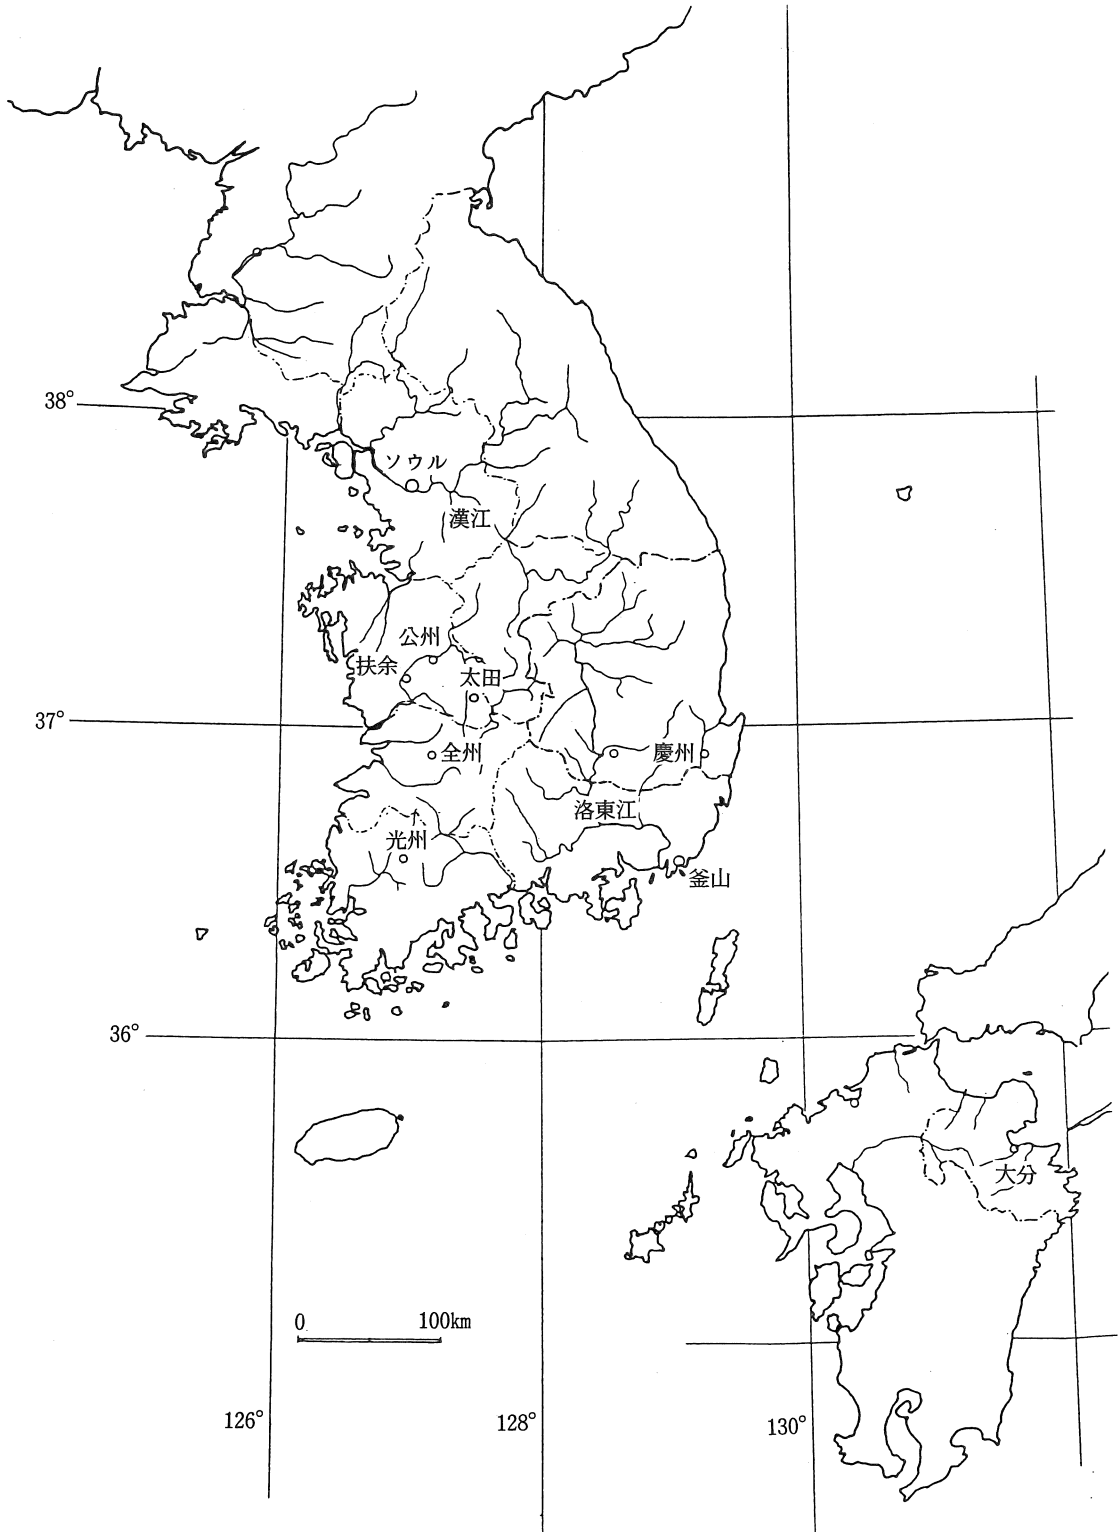 38°
ソウル
漢江
公州
扶余
太田
37°
全州
慶州
洛東江
光州
釜山
36°
大分
0 100km
126° 128° 130°